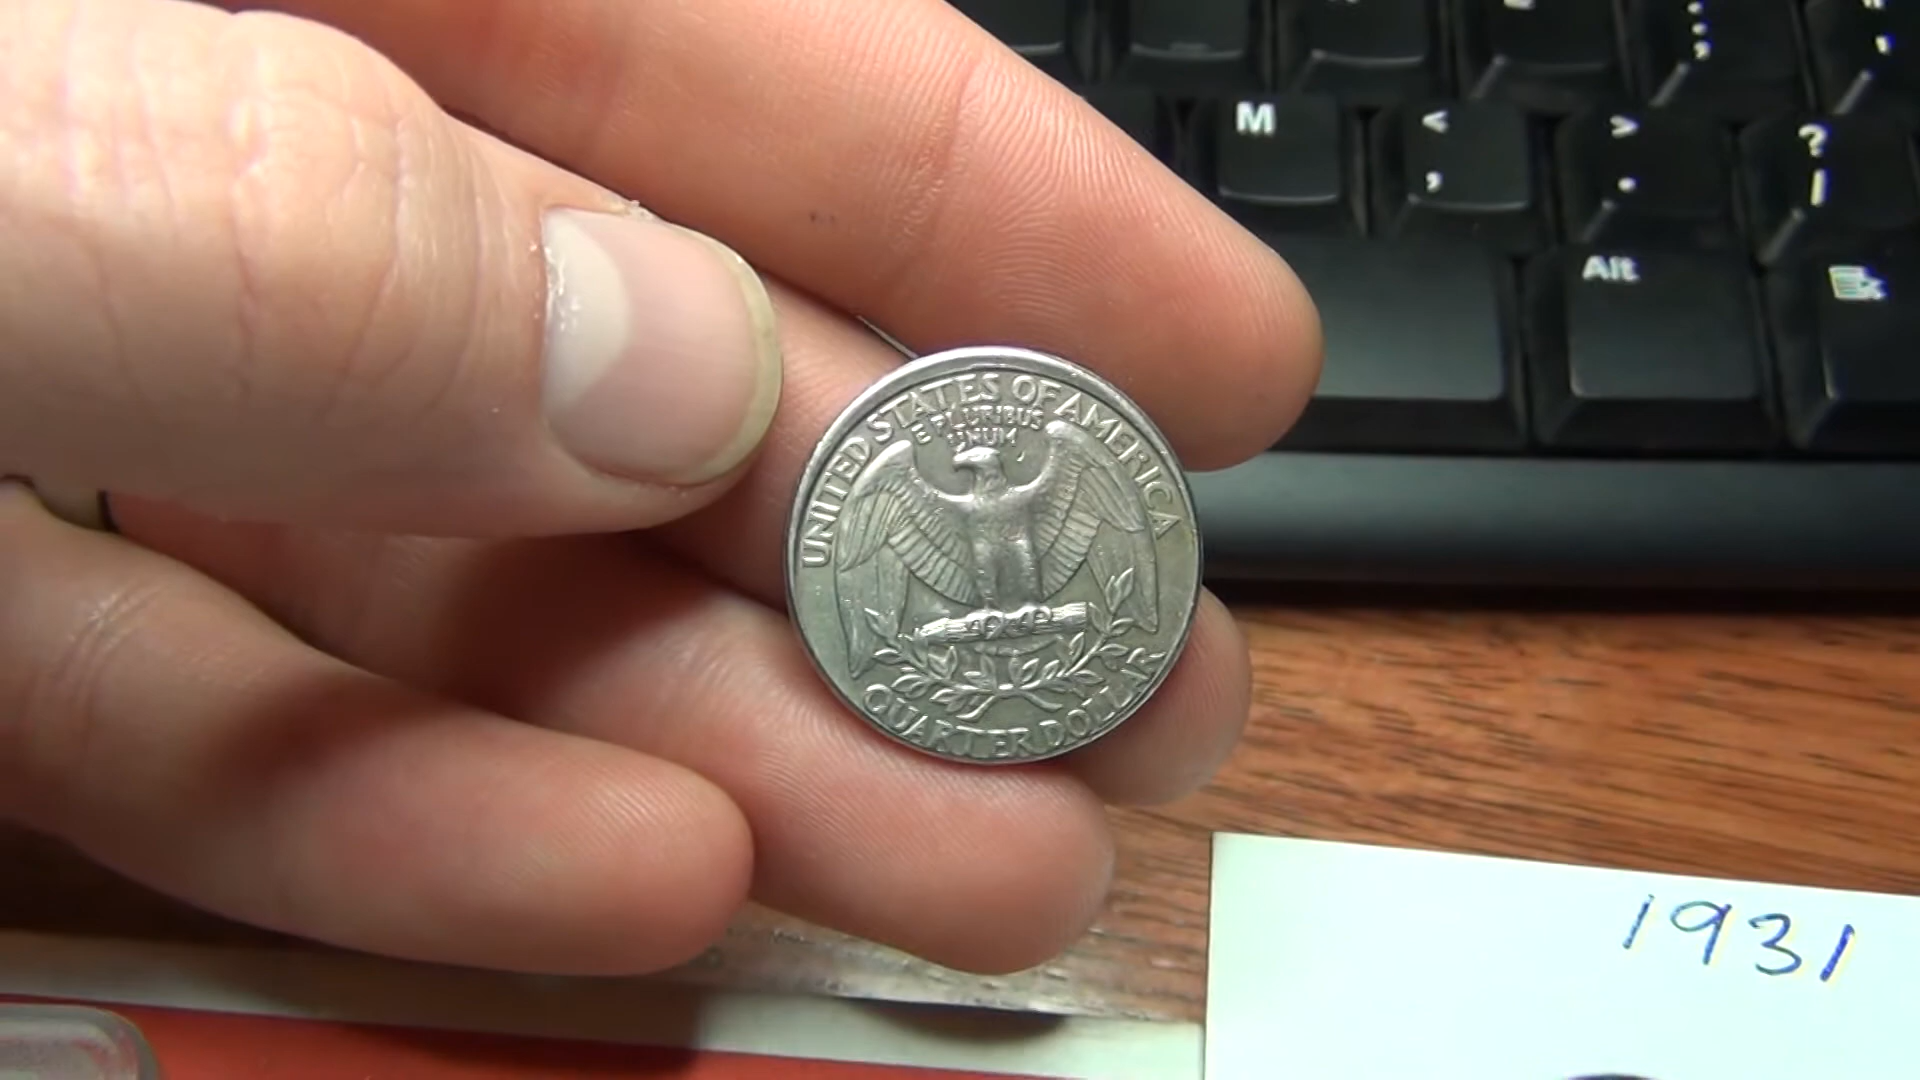 M < >  ?
, . /
Alt
UNITED STATES OF AMERICA
E PLURIBUS
UNUM
QUARTER DOLLAR
1931